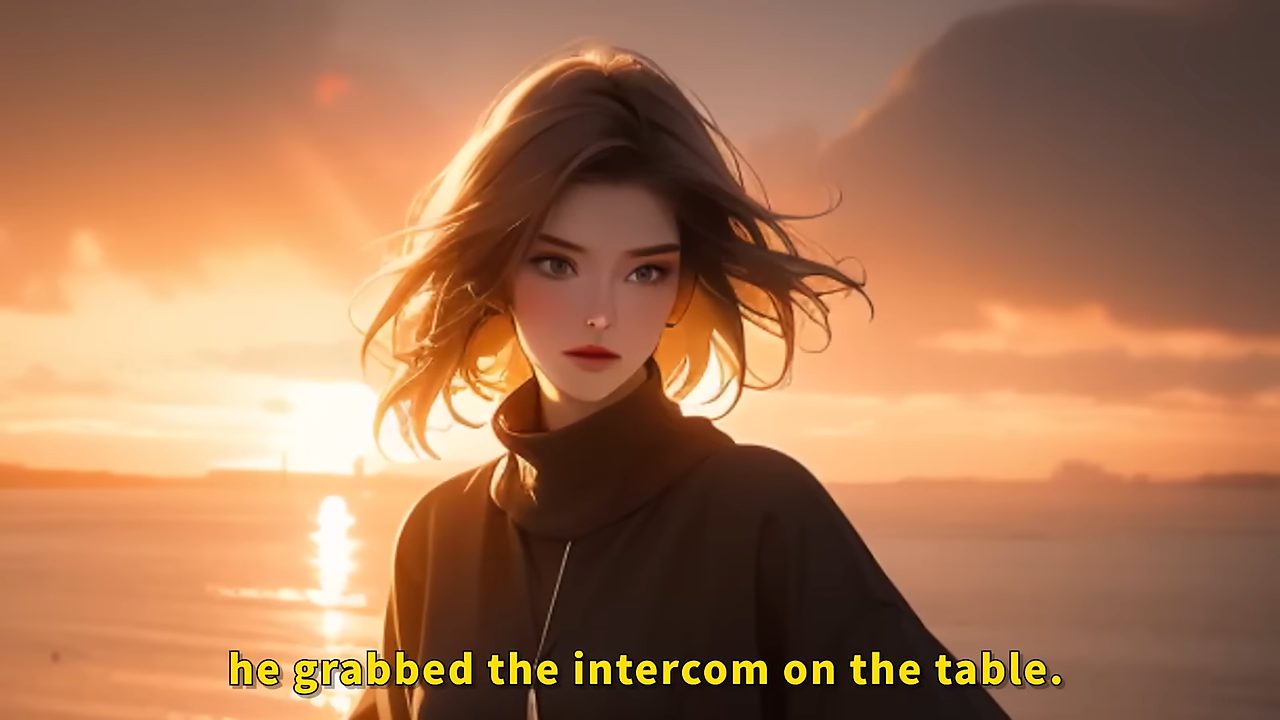 he grabbed the intercom on the table.